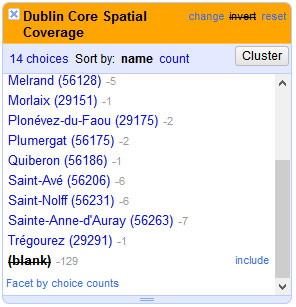 Dublin Core Spatial Coverage change invert reset
14 choices Sort by: name count Cluster
Melrand (56128) -5
Morlaix (29151) -1
Plonévez-du-Faou (29175) -2
Plumergat (56175) -2
Quiberon (56186) -1
Saint-Avé (56206) -6
Saint-Nolff (56231) -6
Sainte-Anne-d'Auray (56263) -7
Trégourez (29291) -1
(blank) -129 include
Facet by choice counts